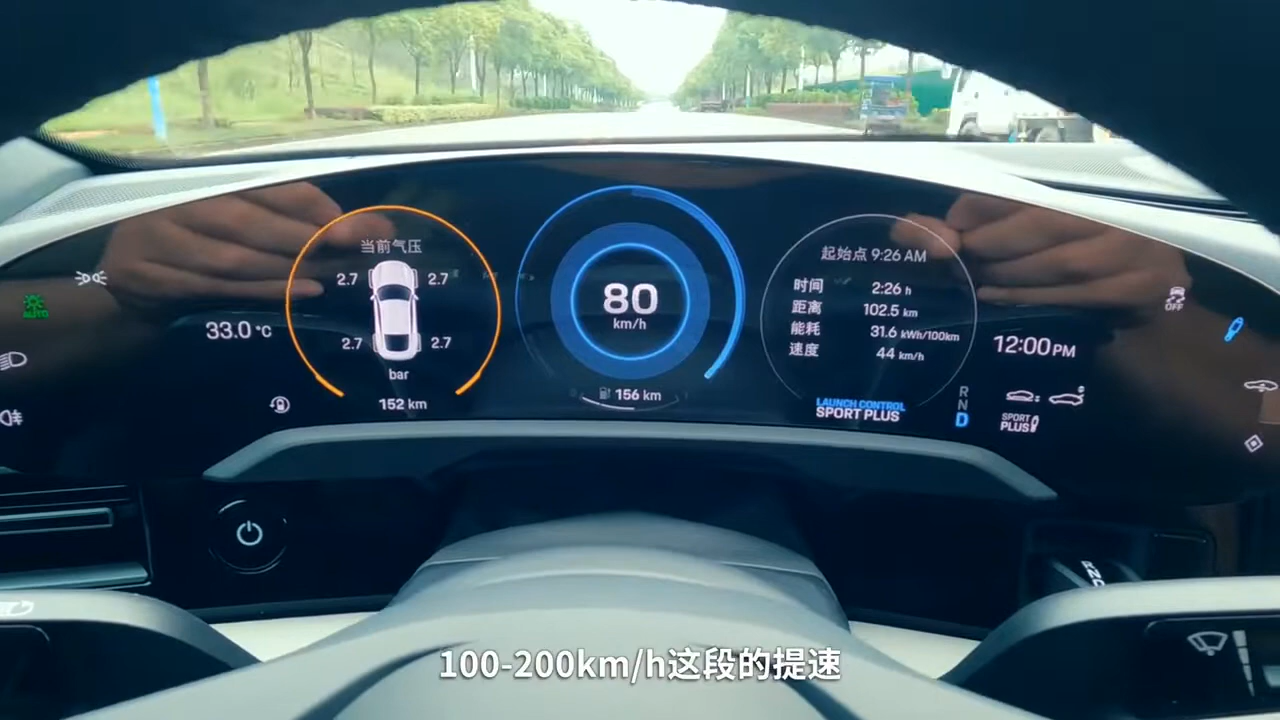 AUTO
33.0 °C
当前气压
2.7 2.7
2.7 2.7
bar
152 km
80
km/h
156 km
起始点 9:26 AM
时间 2:26 h
距离 102.5 km
能耗 31.6 kWh/100km
速度 44 km/h
LAUNCH CONTROL
SPORT PLUS
R
N
D
12:00 PM
SPORT
PLUS
OFF
100-200km/h这段的提速